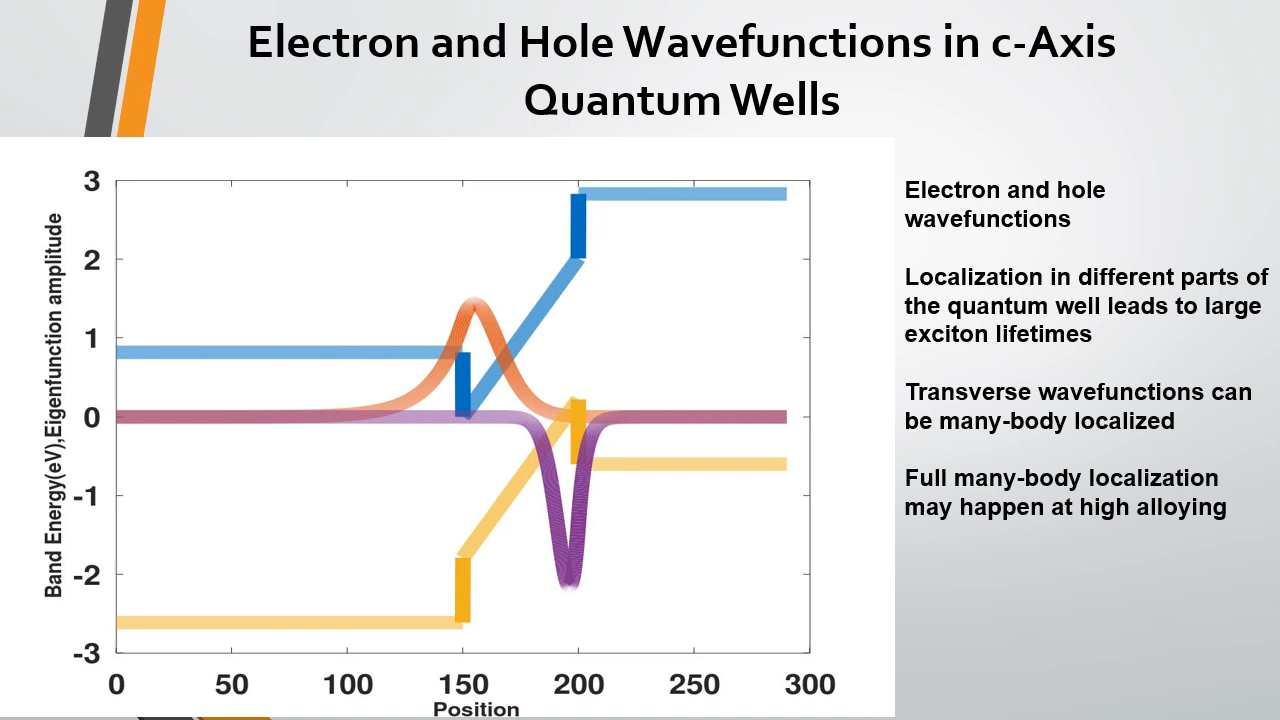 Electron and Hole Wavefunctions in c-Axis
Quantum Wells
Electron and hole
wavefunctions
Localization in different parts of
the quantum well leads to large
exciton lifetimes
Transverse wavefunctions can
be many-body localized
Full many-body localization
may happen at high alloying
Band Energy(eV),Eigenfunction amplitude
3
2
1
0
-1
-2
-3
0 50 100 150 200 250 300
Position